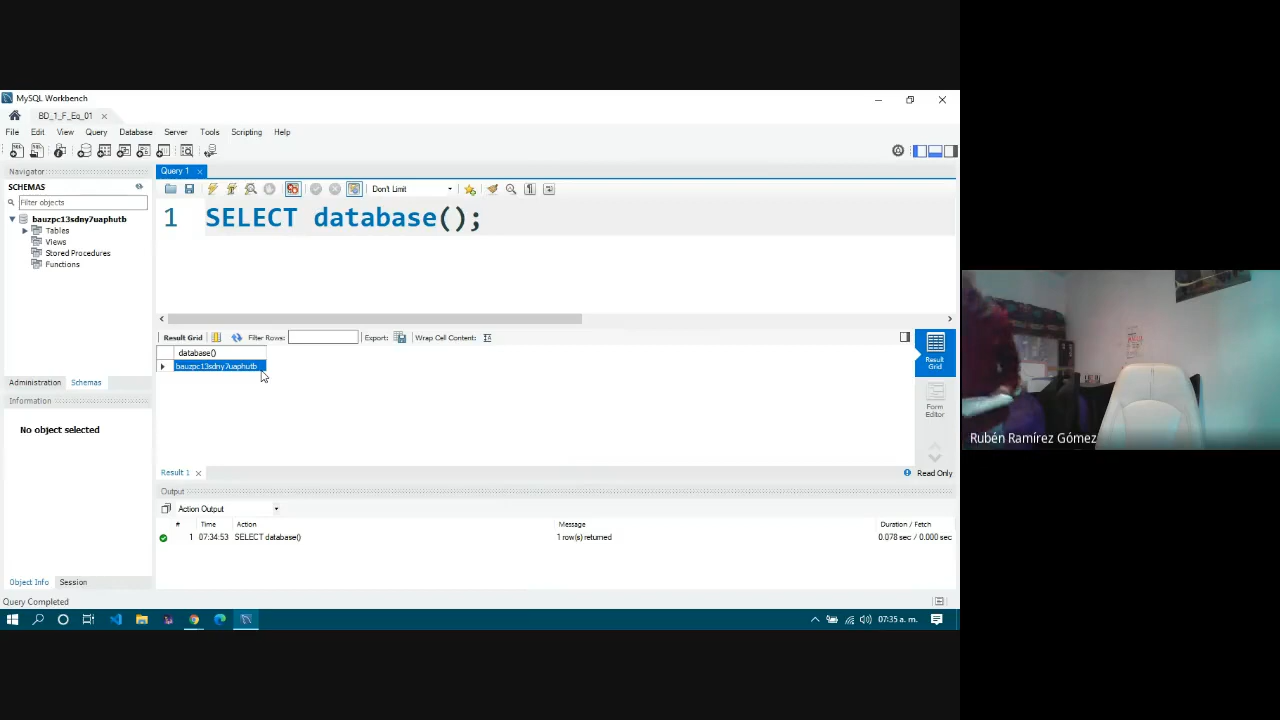 MySQL Workbench
BD_1_F_Eq_01
File Edit View Query Database Server Tools Scripting Help
Navigator
SCHEMAS
Filter objects
bauzpc13sdny7uaphutb
Tables
Views
Stored Procedures
Functions
Administration Schemas
Information
No object selected
Object Info Session
Query 1
Don't Limit
1 SELECT database();
Result Grid Filter Rows: Export: Wrap Cell Content:
database()
bauzpc13sdny7uaphutb
Result Grid
Form Editor
Result 1
Read Only
Output
Action Output
# Time Action Message Duration / Fetch
1 07:34:53 SELECT database() 1 row(s) returned 0.078 sec / 0.000 sec
Query Completed
07:35 a. m.
Rubén Ramírez Gómez